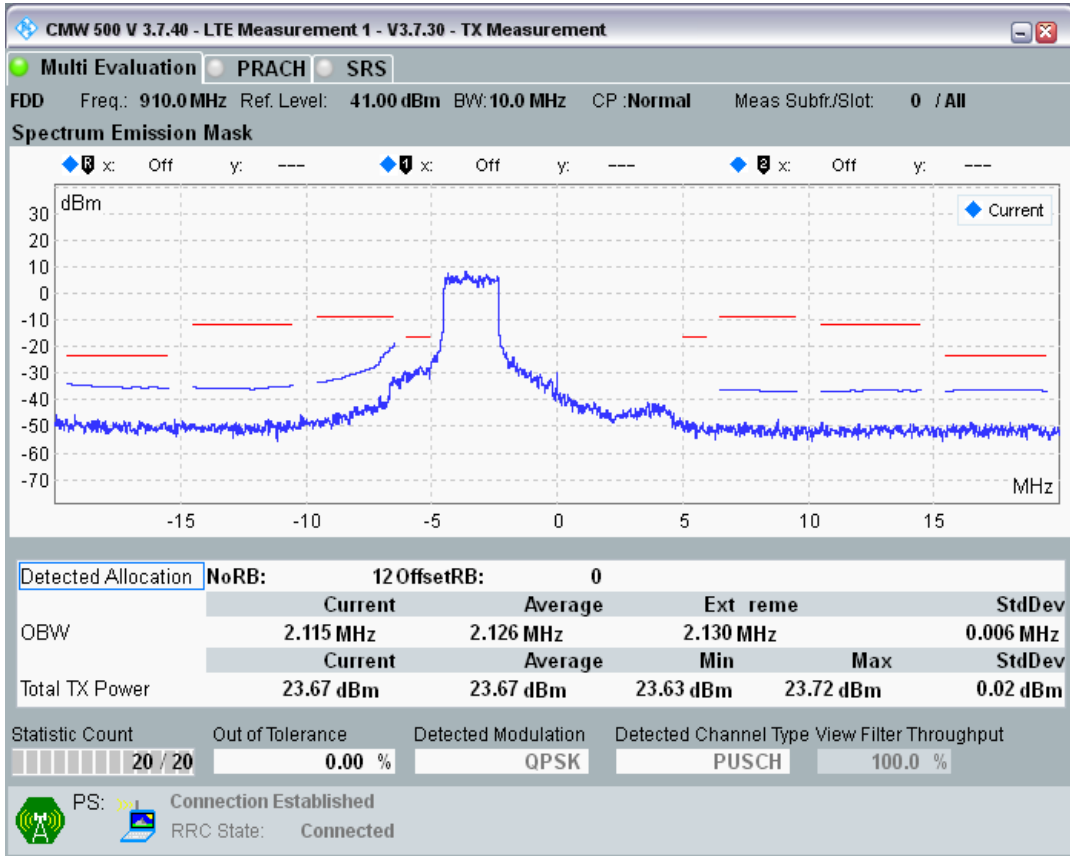 CMW 500 V 3.7.40 - LTE Measurement 1 - V3.7.30 - TX Measurement
Multi Evaluation PRACH SRS
FDD Freq.: 910.0 MHz Ref. Level: 41.00 dBm BW: 10.0 MHz CP :Normal Meas Subfr./Slot: 0 / All
Spectrum Emission Mask
R x: Off y: --- 1 x: Off y: --- 2 x: Off y: ---
dBm
Current
30
20
10
0
-10
-20
-30
-40
-50
-60
-70
MHz
-15 -10 -5 0 5 10 15
Detected Allocation NoRB: 12 OffsetRB: 0
Current Average Ext reme StdDev
OBW 2.115 MHz 2.126 MHz 2.130 MHz 0.006 MHz
Current Average Min Max StdDev
Total TX Power 23.67 dBm 23.67 dBm 23.63 dBm 23.72 dBm 0.02 dBm
Statistic Count Out of Tolerance Detected Modulation Detected Channel Type View Filter Throughput
20 / 20 0.00 % QPSK PUSCH 100.0 %
PS: Connection Established
RRC State: Connected